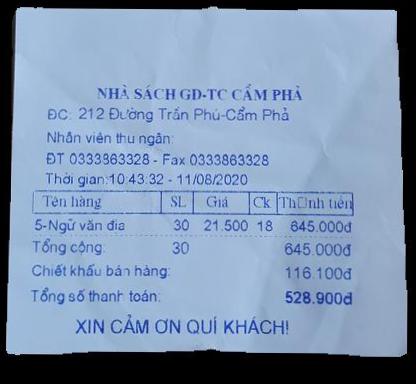 NHÀ SÁCH GD-TC CẨM PHẢ
ĐC: 212 Đường Trần Phú-Cẩm Phả
Nhân viên thu ngân:
ĐT 0333863328 - Fax 0333863328
Thời gian:10:43:32 - 11/08/2020
Tên hàng SL Giá Ck Th□nh tiền
5-Ngữ văn đia 30 21.500 18 645.000đ
Tổng cộng: 30 645.000đ
Chiết khấu bán hàng: 116.100đ
Tổng số thanh toán: 528.900đ
XIN CẢM ƠN QUÍ KHÁCH!